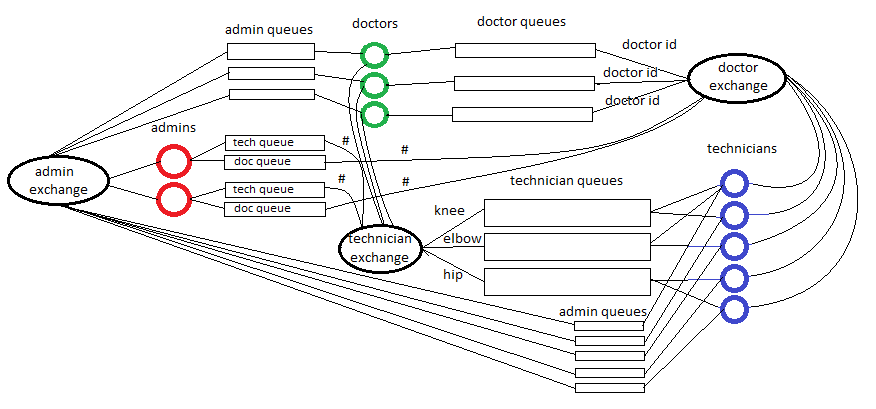 admin queues
doctors
doctor queues
doctor id
doctor id
doctor id
doctor
exchange
admins
tech queue
doc queue
tech queue
doc queue
#
#
#
#
admin
exchange
technicians
technician queues
knee
elbow
hip
technician
exchange
admin queues